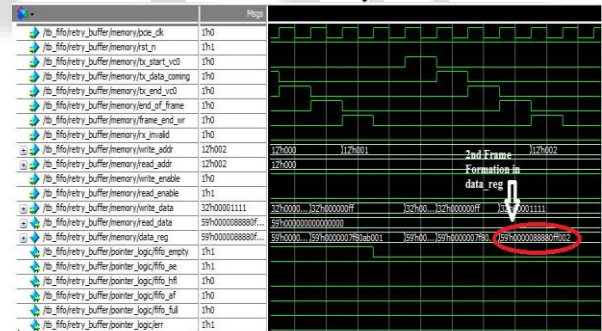 Msgs
/tb_fifo/retry_buffer/memory/pcie_clk 1'h0
/tb_fifo/retry_buffer/memory/rst_n 1'h1
/tb_fifo/retry_buffer/memory/tx_start_vc0 1'h0
/tb_fifo/retry_buffer/memory/tx_data_coming 1'h0
/tb_fifo/retry_buffer/memory/tx_end_vc0 1'h0
/tb_fifo/retry_buffer/memory/end_of_frame 1'h0
/tb_fifo/retry_buffer/memory/frame_end_wr 1'h0
/tb_fifo/retry_buffer/memory/rx_invalid 1'h0
/tb_fifo/retry_buffer/memory/write_addr 12'h002 12'h000 12'h001 12'h002
/tb_fifo/retry_buffer/memory/read_addr 12'h002 12'h000
/tb_fifo/retry_buffer/memory/write_enable 1'h0
/tb_fifo/retry_buffer/memory/read_enable 1'h1
/tb_fifo/retry_buffer/memory/write_data 32'h00001111 32'h0000... 32'h000000ff 32'h00... 32'h000000ff
/tb_fifo/retry_buffer/memory/read_data 59'h0000088880f... 59'h000000000000000
/tb_fifo/retry_buffer/memory/data_reg 59'h0000088880f... 59'h0000... 59'h0000007f80ab001 59'h00... 59'h0000007f80... 59'h0000088880ff002
/tb_fifo/retry_buffer/pointer_logic/fifo_empty 1'h1
/tb_fifo/retry_buffer/pointer_logic/fifo_ae 1'h1
/tb_fifo/retry_buffer/pointer_logic/fifo_hfl 1'h0
/tb_fifo/retry_buffer/pointer_logic/fifo_af 1'h0
/tb_fifo/retry_buffer/pointer_logic/fifo_full 1'h0
/tb_fifo/retry_buffer/pointer_logic/err 1'h1
2nd Frame
Formation in
data_reg